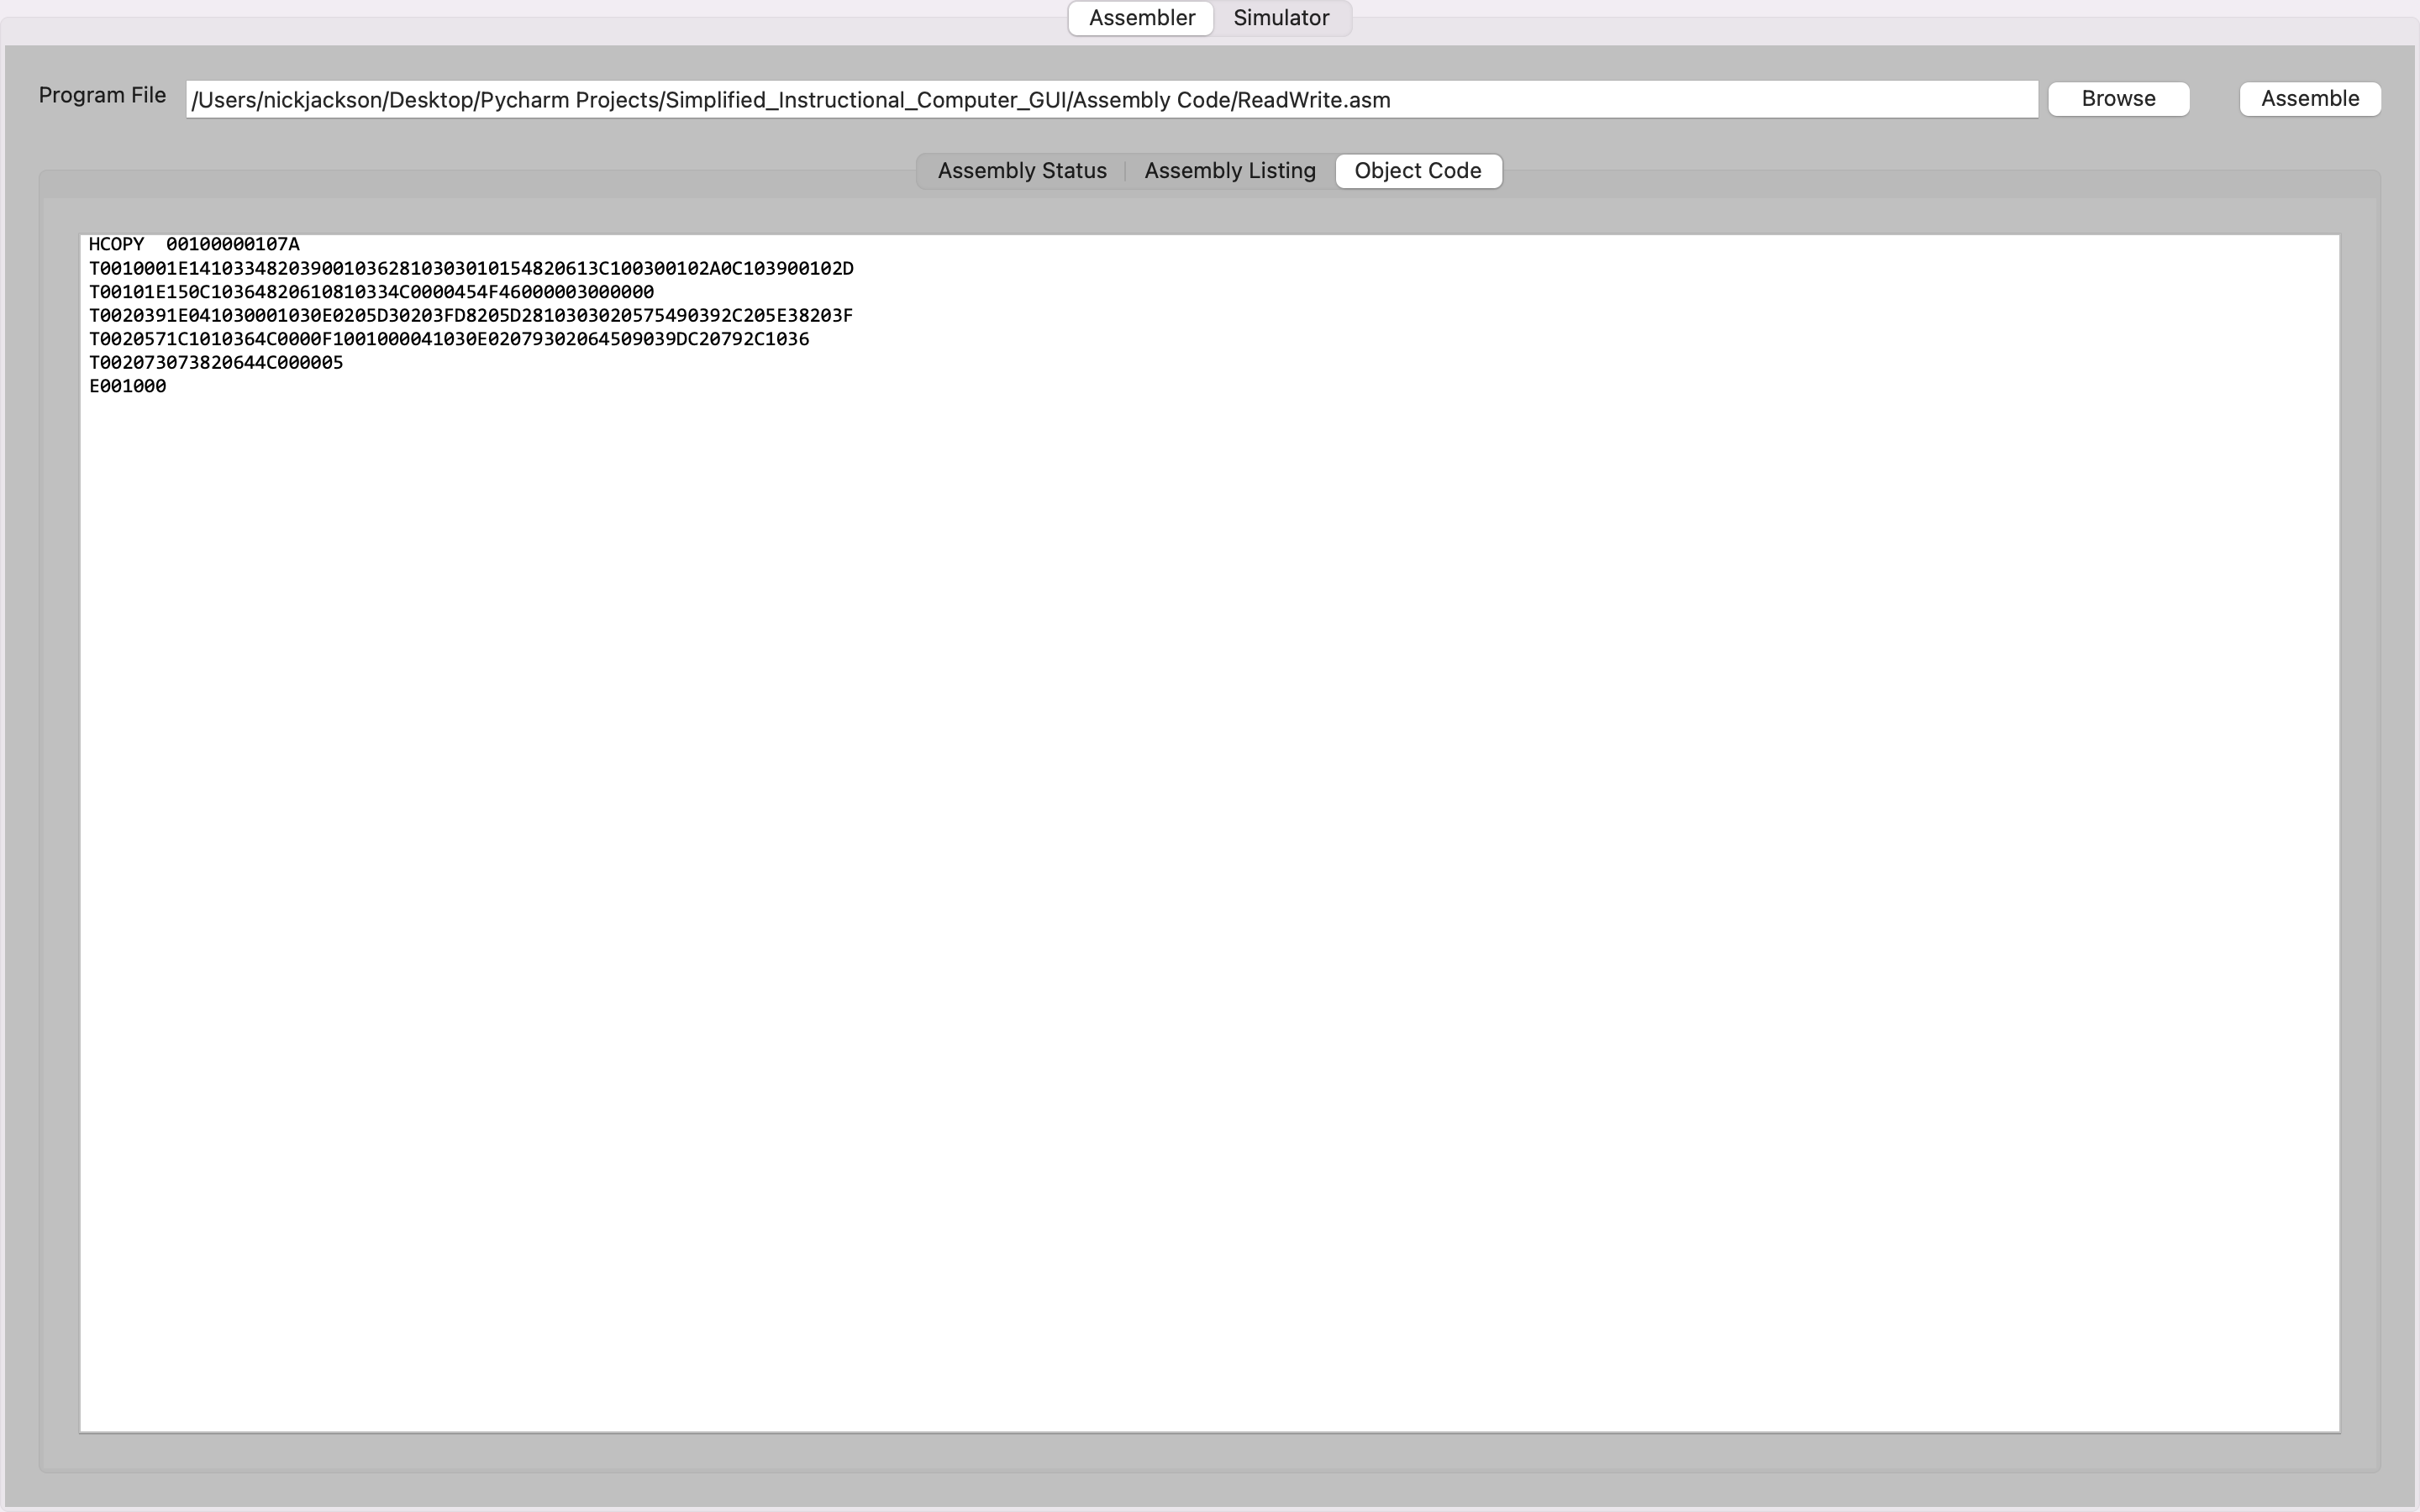 Assembler Simulator
Program File /Users/nickjackson/Desktop/Pycharm Projects/Simplified_Instructional_Computer_GUI/Assembly Code/ReadWrite.asm Browse Assemble
Assembly Status Assembly Listing Object Code
HCOPY  00100000107A
T0010001E1410334820390010362810303010154820613C100300102A0C103900102D
T00101E150C10364820610810334C0000454F46000003000000
T0020391E041030001030E0205D30203FD8205D2810303020575490392C205E38203F
T0020571C1010364C0000F1001000041030E02079302064509039DC20792C1036
T002073073820644C000005
E001000